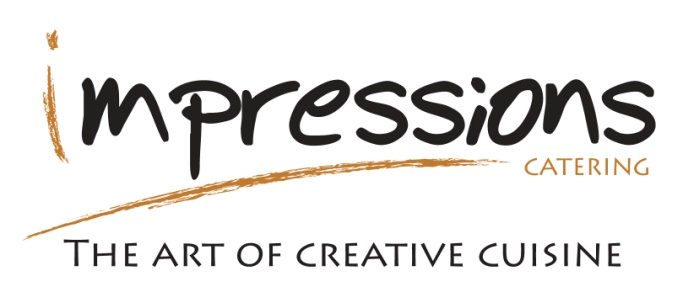 impressions
CATERING
THE ART OF CREATIVE CUISINE